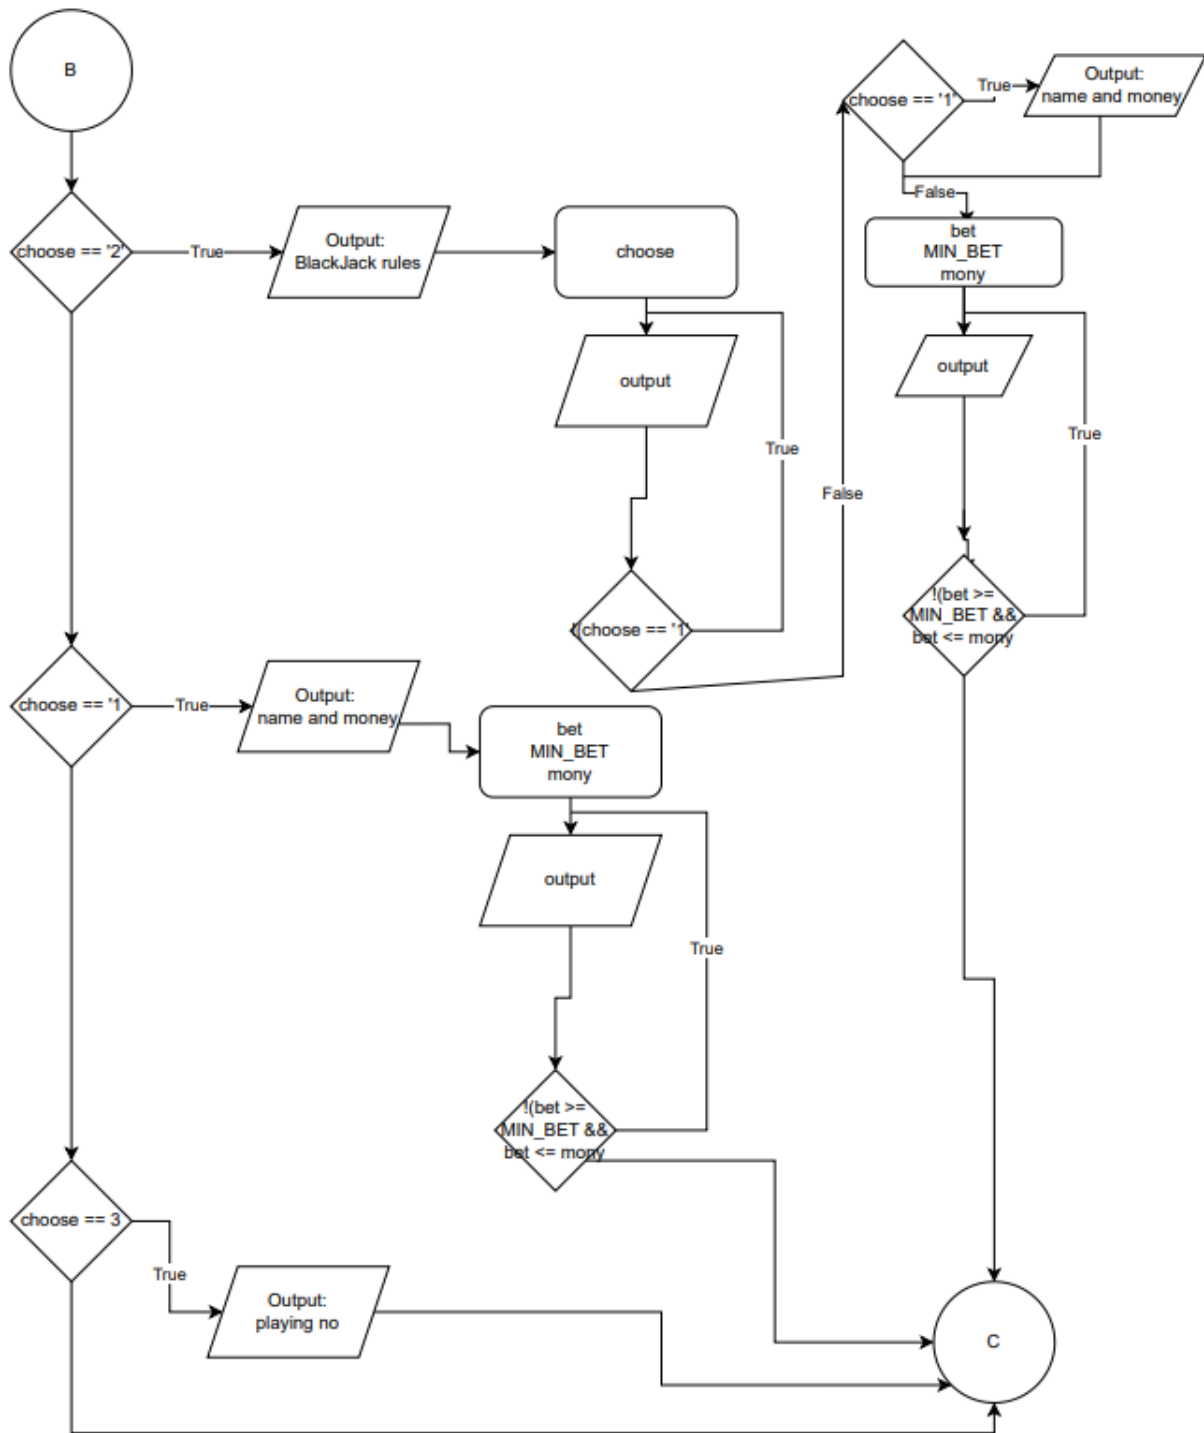 B
choose == '2'
True
Output:
BlackJack rules
choose
output
True
!(choose == '1'
False
choose == '1'
True
Output:
name and money
False
bet
MIN_BET
mony
output
True
!(bet >=
MIN_BET &&
bet <= mony
choose == '1
True
Output:
name and money
bet
MIN_BET
mony
output
True
!(bet >=
MIN_BET &&
bet <= mony
choose == 3
True
Output:
playing no
C